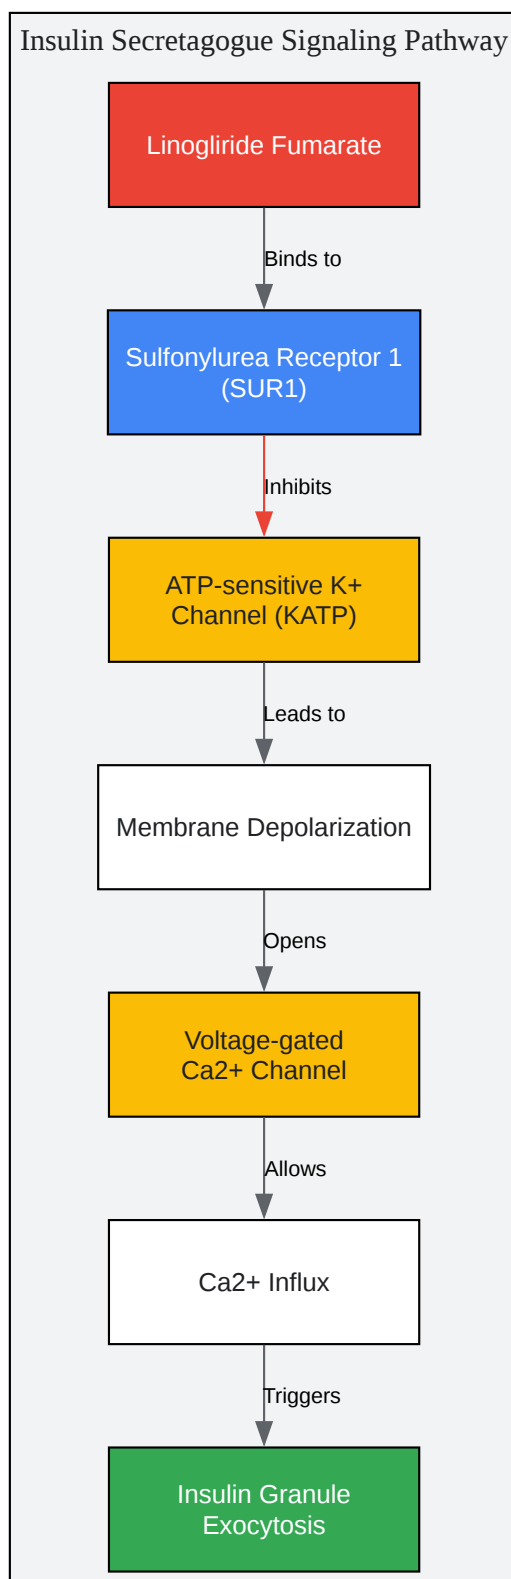 Insulin Secretagogue Signaling Pathway
Linogliride Fumarate
Binds to
Sulfonylurea Receptor 1
(SUR1)
Inhibits
ATP-sensitive K+
Channel (KATP)
Leads to
Membrane Depolarization
Opens
Voltage-gated
Ca2+ Channel
Allows
Ca2+ Influx
Triggers
Insulin Granule
Exocytosis